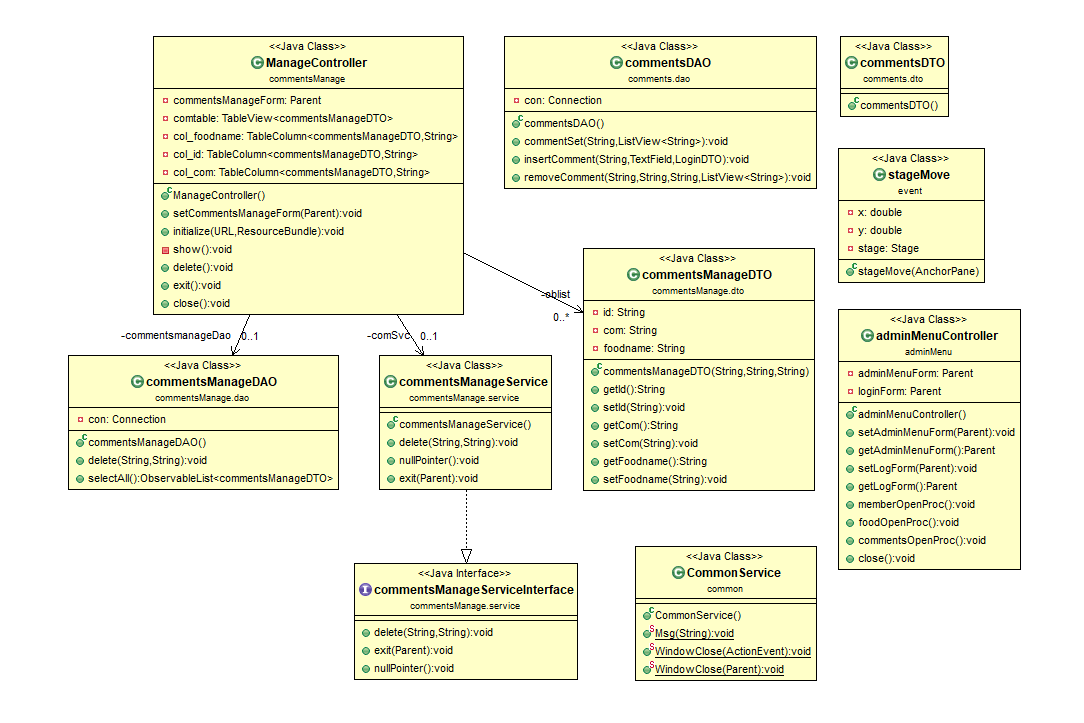 <<Java Class>>
ManageController
commentsManage
commentsManageForm: Parent
comtable: TableView<commentsManageDTO>
col_foodname: TableColumn<commentsManageDTO,String>
col_id: TableColumn<commentsManageDTO,String>
col_com: TableColumn<commentsManageDTO,String>
ManageController()
setCommentsManageForm(Parent):void
initialize(URL,ResourceBundle):void
show():void
delete():void
exit():void
close():void
<<Java Class>>
commentsDAO
comments.dao
con: Connection
commentsDAO()
commentSet(String,ListView<String>):void
insertComment(String,TextField,LoginDTO):void
removeComment(String,String,String,ListView<String>):void
<<Java Class>>
commentsDTO
comments.dto
commentsDTO()
<<Java Class>>
stageMove
event
x: double
y: double
stage: Stage
stageMove(AnchorPane)
-oblist
0..*
<<Java Class>>
commentsManageDTO
commentsManage.dto
id: String
com: String
foodname: String
commentsManageDTO(String,String,String)
getId():String
setId(String):void
getCom():String
setCom(String):void
getFoodname():String
setFoodname(String):void
<<Java Class>>
adminMenuController
adminMenu
adminMenuForm: Parent
loginForm: Parent
adminMenuController()
setAdminMenuForm(Parent):void
getAdminMenuForm():Parent
setLogForm(Parent):void
getLogForm():Parent
memberOpenProc():void
foodOpenProc():void
commentsOpenProc():void
close():void
-commentsmanageDao 0..1
-comSvc 0..1
<<Java Class>>
commentsManageDAO
commentsManage.dao
con: Connection
commentsManageDAO()
delete(String,String):void
selectAll():ObservableList<commentsManageDTO>
<<Java Class>>
commentsManageService
commentsManage.service
commentsManageService()
delete(String,String):void
nullPointer():void
exit(Parent):void
<<Java Interface>>
commentsManageServiceInterface
commentsManage.service
delete(String,String):void
exit(Parent):void
nullPointer():void
<<Java Class>>
CommonService
common
CommonService()
Msg(String):void
WindowClose(ActionEvent):void
WindowClose(Parent):void